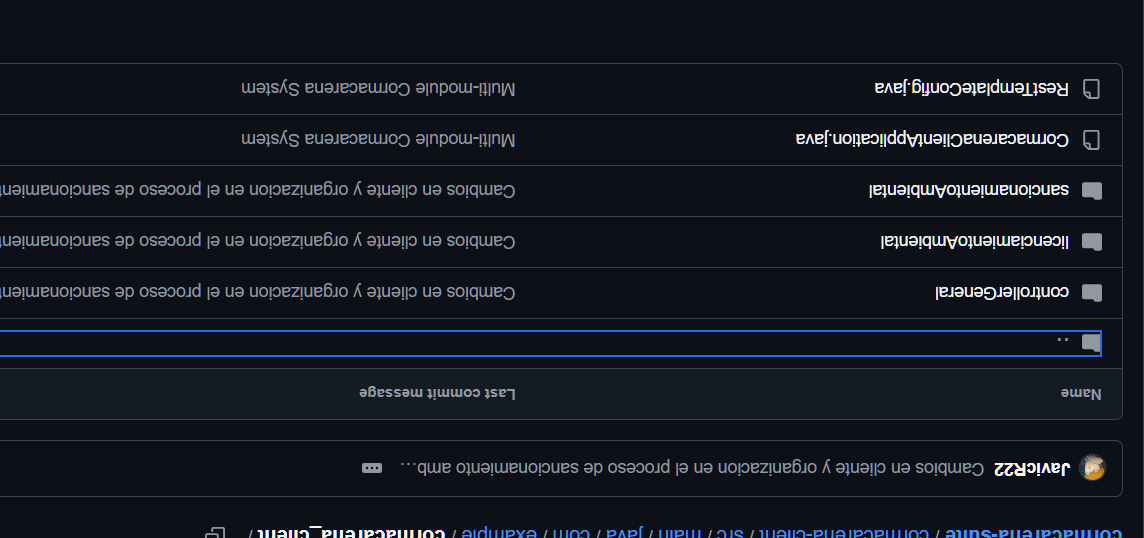 cormacarena-suite / cormacarena-client / src / main / java / com / example / cormacarena_client /
JavicR22 Cambios en cliente y organizacion en el proceso de sancionamiento amb...
Name Last commit message
..
controllerGeneral Cambios en cliente y organizacion en el proceso de sancionamient
licenciamientoAmbiental Cambios en cliente y organizacion en el proceso de sancionamient
sancionamientoAmbiental Cambios en cliente y organizacion en el proceso de sancionamient
CormacarenaClientApplication.java Multi-module Cormacarena System
RestTemplateConfig.java Multi-module Cormacarena System